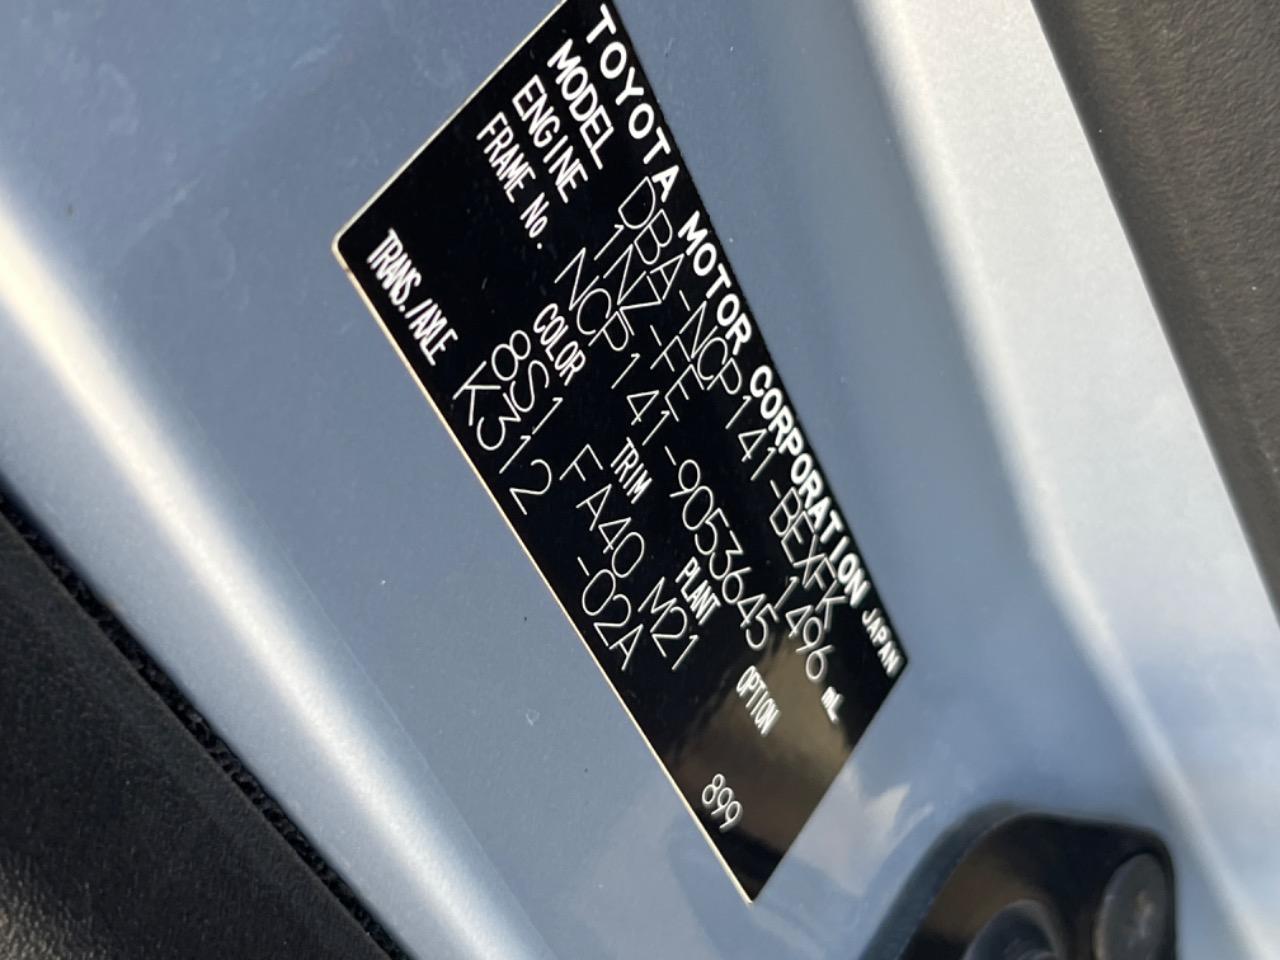 TOYOTA MOTOR CORPORATION JAPAN
MODEL DBA-NCP141-BEXFK
ENGINE 1NZ-FE 1496 mL
FRAME No. NCP141-9053645
COLOR TRIM PLANT OPTION
8S1 FA40 M21
TRANS./AXLE K312 -02A
899